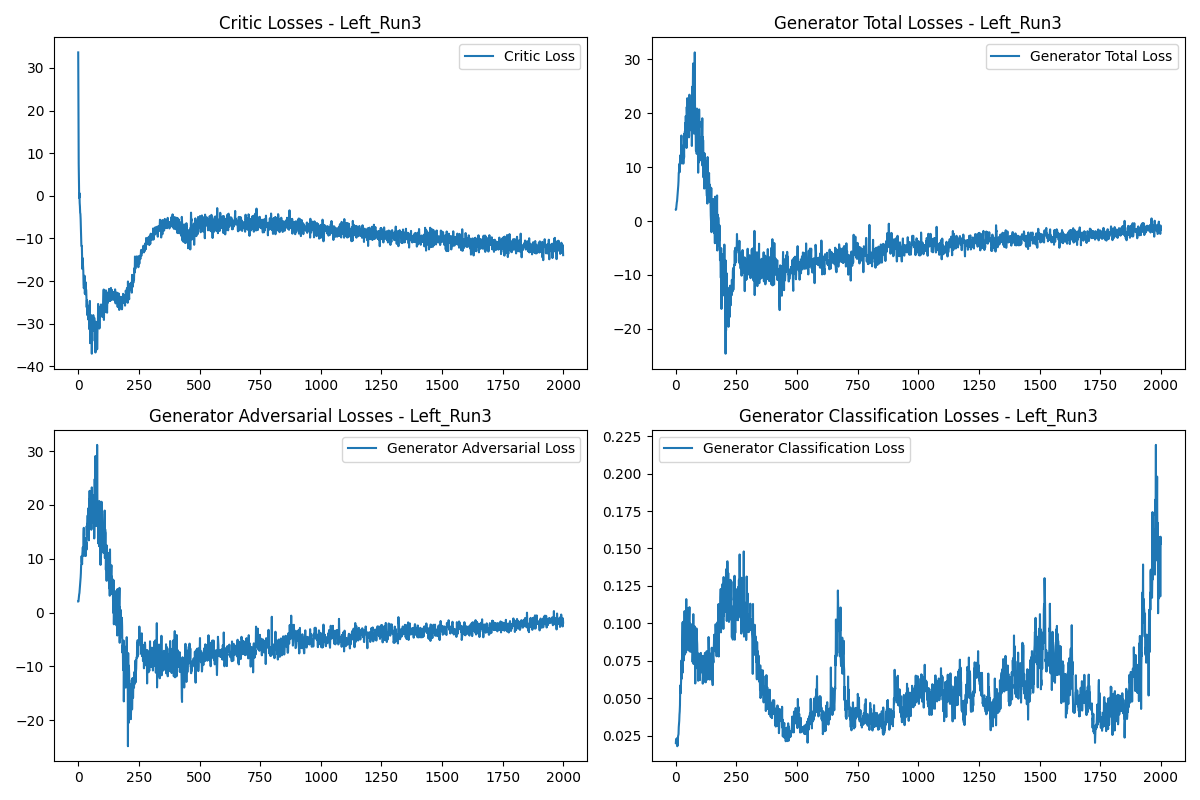 Critic Losses - Left_Run3
Critic Loss
30
20
10
0
−10
−20
−30
−40
0 250 500 750 1000 1250 1500 1750 2000
Generator Total Losses - Left_Run3
Generator Total Loss
30
20
10
0
−10
−20
0 250 500 750 1000 1250 1500 1750 2000
Generator Adversarial Losses - Left_Run3
Generator Adversarial Loss
30
20
10
0
−10
−20
0 250 500 750 1000 1250 1500 1750 2000
Generator Classification Losses - Left_Run3
Generator Classification Loss
0.225
0.200
0.175
0.150
0.125
0.100
0.075
0.050
0.025
0 250 500 750 1000 1250 1500 1750 2000